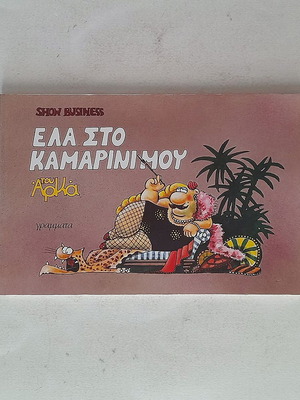 SHOW BUSINESS
ΕΛΑ ΣΤΟ
ΚΑΜΑΡΙΝΙ ΜΟΥ
του
Αρκά
γράμματα